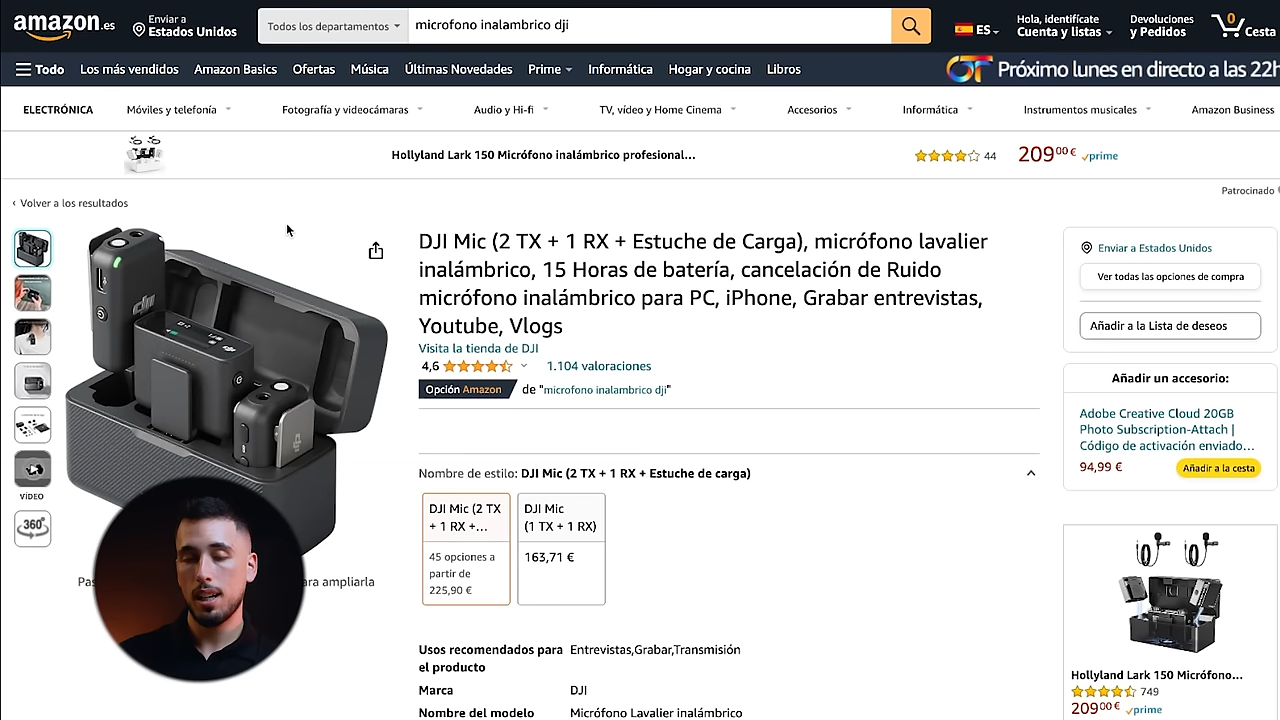 amazon.es
Enviar a
Estados Unidos
Todos los departamentos
microfono inalambrico dji
ES
Hola, identifícate
Cuenta y listas
Devoluciones
y Pedidos
0
Cesta
Todo
Los más vendidos
Amazon Basi
Ofertas
Música
Últimas Novedades
Prime
Informática
Hogar y cocina
Libros
OT
Próximo lunes en directo a las 22h
ELECTRÓNICA
Móviles y telefonía
Fotografía y videocámaras
Audio y Hi-fi
TV, vídeo y Home Cinema
Accesorios
Informática
Instrumentos musicales
Amazon Business
Hollyland Lark 150 Micrófono inalámbrico profesional...
44
20900€
prime
Patrocinado
‹ Volver a los resultados
DJI Mic (2 TX + 1 RX + Estuche de Carga), micrófono lavalier
inalámbrico, 15 Horas de batería, cancelación de Ruido
micrófono inalámbrico para PC, iPhone, Grabar entrevistas,
Youtube, Vlogs
Visita la tienda de DJI
4,6
1.104 valoraciones
Opción Amazon
de "microfono inalambrico dji"
Nombre de estilo: DJI Mic (2 TX + 1 RX + Estuche de carga)
DJI Mic (2 TX
+ 1 RX +...
45 opciones a
partir de
225,90 €
DJI Mic
(1 TX + 1 RX)
163,71 €
Usos recomendados para
el producto
Entrevistas,Grabar,Transmisión
Marca
DJI
Nombre del modelo
Micrófono Lavalier inalámbrico
VÍDEO
360°
Pas
ara ampliarla
dji
Enviar a Estados Unidos
Ver todas las opciones de compra
Añadir a la Lista de deseos
Añadir un accesorio:
Adobe Creative Cloud 20GB
Photo Subscription-Attach |
Código de activación enviado...
94,99 €
Añadir a la cesta
Hollyland Lark 150 Micrófono...
749
20900€
prime